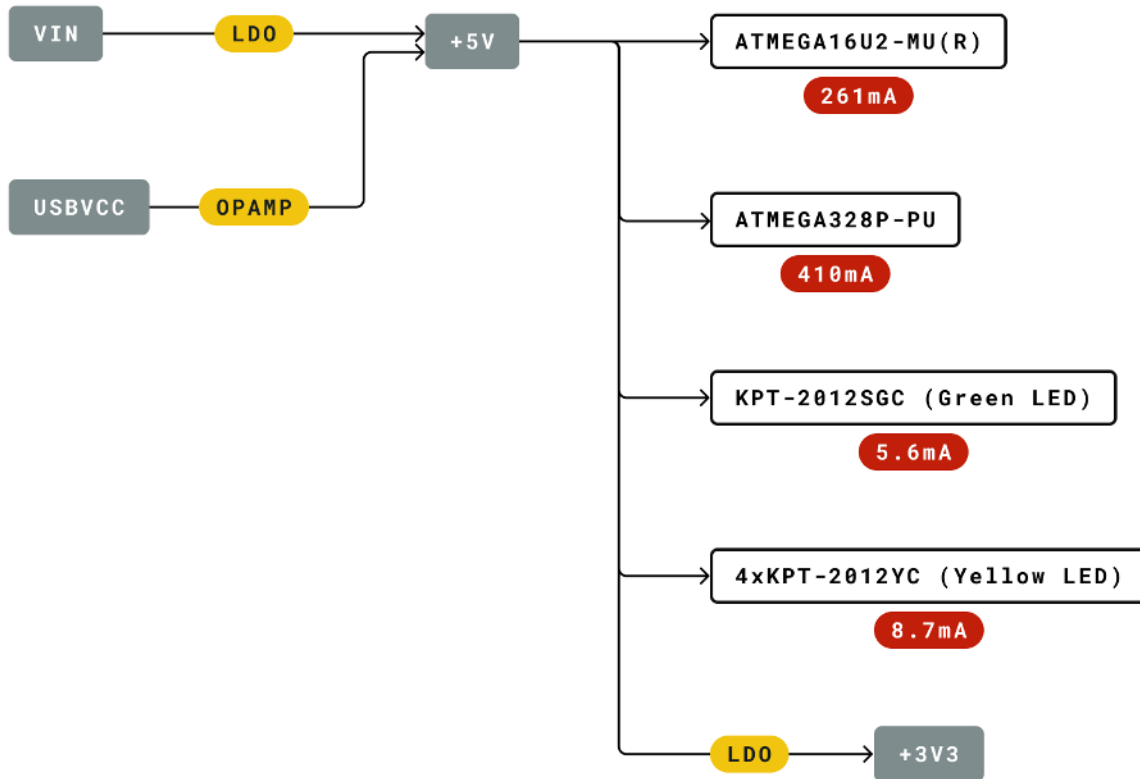 VIN
LDO
+5V
ATMEGA16U2-MU(R)
261mA
USBVCC
OPAMP
ATMEGA328P-PU
410mA
KPT-2012SGC (Green LED)
5.6mA
4xKPT-2012YC (Yellow LED)
8.7mA
LDO
+3V3